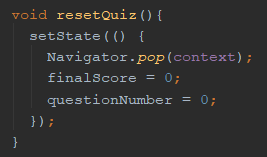 void resetQuiz(){
  setState(() {
    Navigator.pop(context);
    finalScore = 0;
    questionNumber = 0;
  });
}